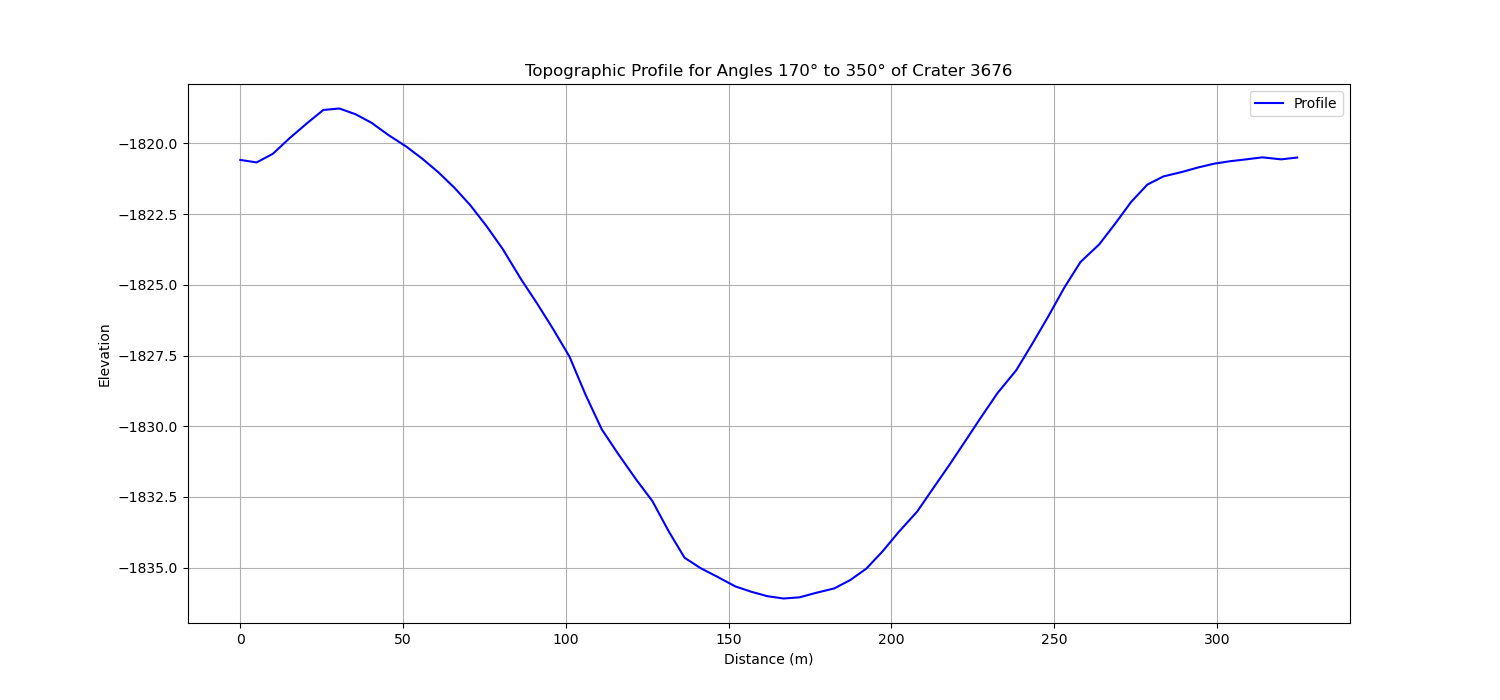 Topographic Profile for Angles 170° to 350° of Crater 3676
Profile
−1820.0
−1822.5
−1825.0
−1827.5
−1830.0
−1832.5
−1835.0
Elevation
0 50 100 150 200 250 300
Distance (m)